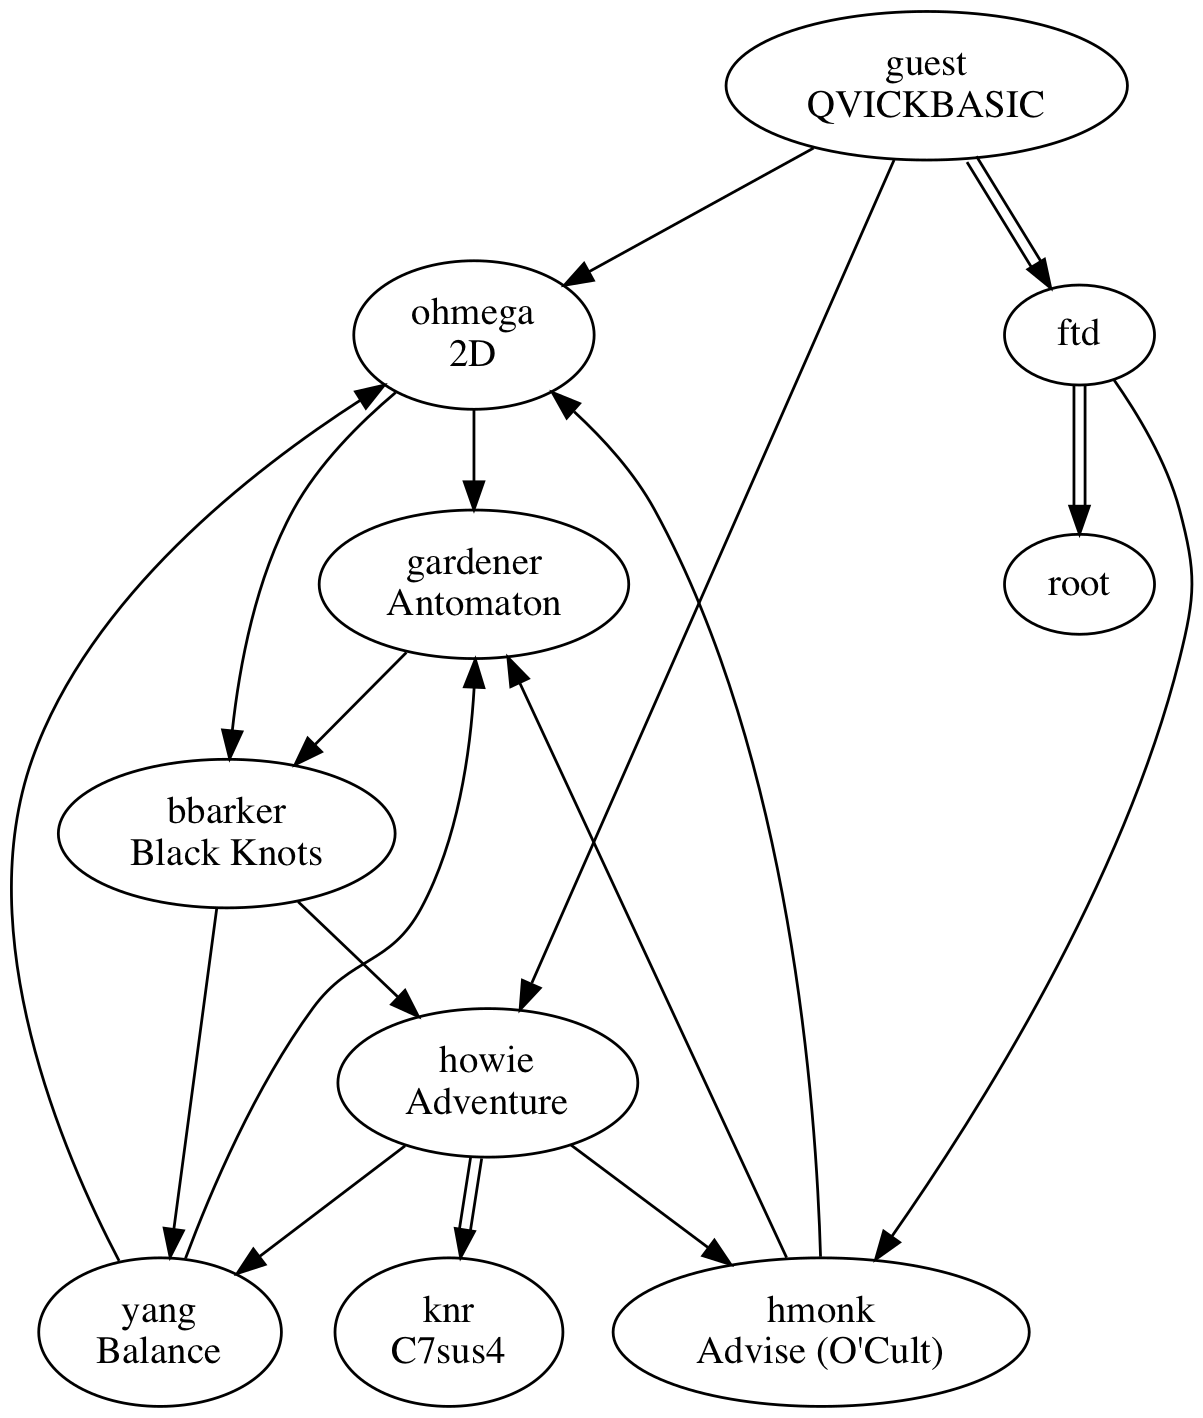 guest
QVICKBASIC
ohmega
2D
ftd
gardener
Antomaton
root
bbarker
Black Knots
howie
Adventure
yang
Balance
knr
C7sus4
hmonk
Advise (O'Cult)